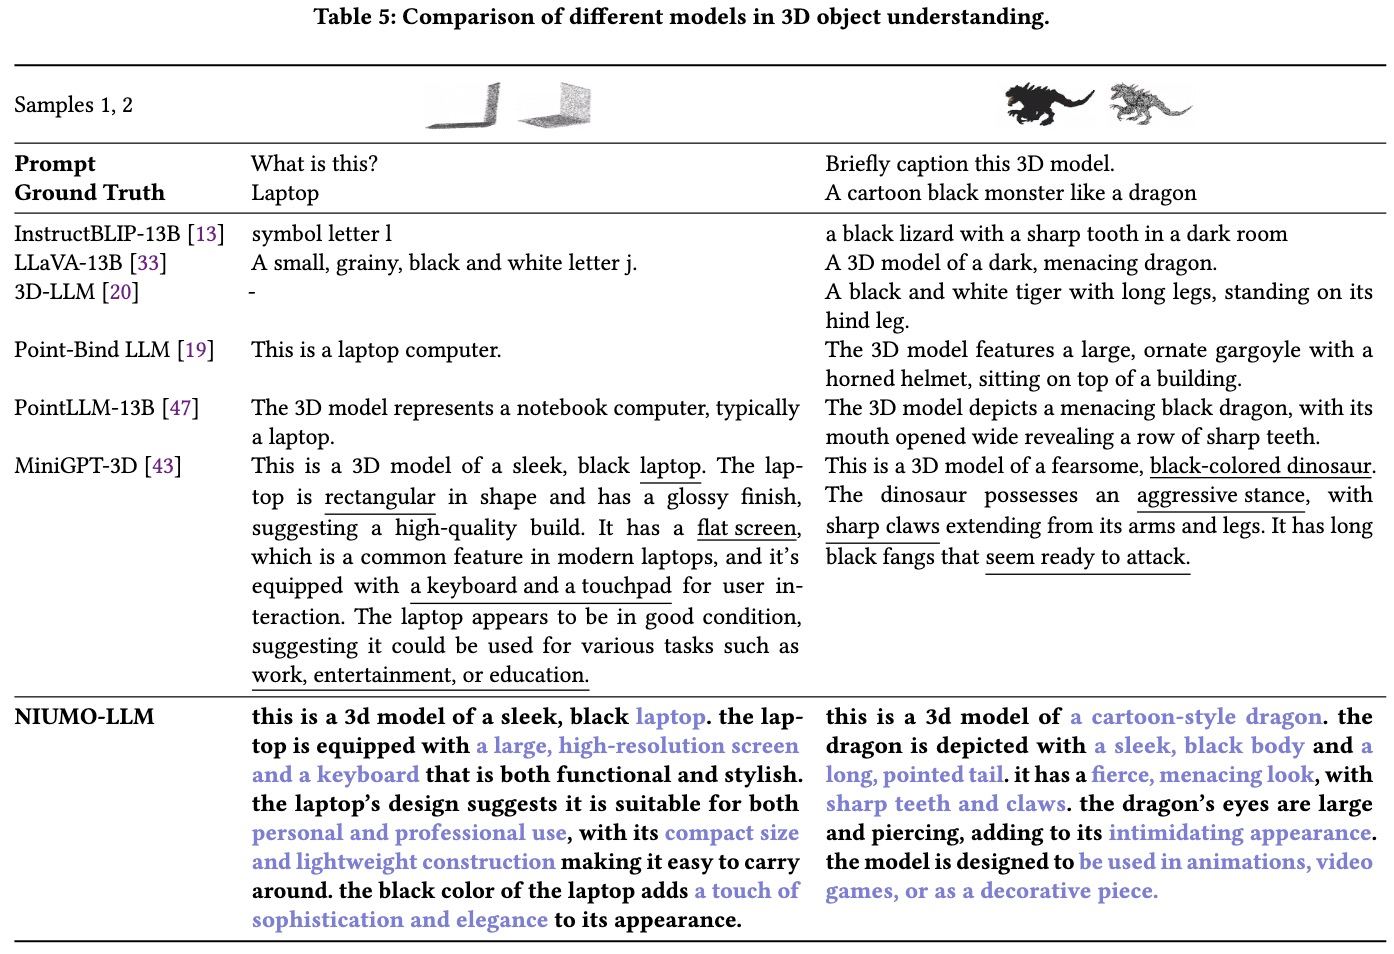 Table 5: Comparison of different models in 3D object understanding.
Samples 1, 2
Prompt What is this? Briefly caption this 3D model.
Ground Truth Laptop A cartoon black monster like a dragon
InstructBLIP-13B [13] symbol letter l a black lizard with a sharp tooth in a dark room
LLaVA-13B [33] A small, grainy, black and white letter j. A 3D model of a dark, menacing dragon.
3D-LLM [20] - A black and white tiger with long legs, standing on its
hind leg.
Point-Bind LLM [19] This is a laptop computer. The 3D model features a large, ornate gargoyle with a
horned helmet, sitting on top of a building.
PointLLM-13B [47] The 3D model represents a notebook computer, typically
a laptop.
The 3D model depicts a menacing black dragon, with its
mouth opened wide revealing a row of sharp teeth.
MiniGPT-3D [43]
This is a 3D model of a sleek, black laptop. The lap-
top is rectangular in shape and has a glossy finish,
suggesting a high-quality build. It has a flat screen,
which is a common feature in modern laptops, and it's
equipped with a keyboard and a touchpad for user in-
teraction. The laptop appears to be in good condition,
suggesting it could be used for various tasks such as
work, entertainment, or education.
This is a 3D model of a fearsome, black-colored dinosaur.
The dinosaur possesses an aggressive stance, with
sharp claws extending from its arms and legs. It has long
black fangs that seem ready to attack.
NIUMO-LLM
this is a 3d model of a sleek, black laptop. the lap-
top is equipped with a large, high-resolution screen
and a keyboard that is both functional and stylish.
the laptop's design suggests it is suitable for both
personal and professional use, with its compact size
and lightweight construction making it easy to carry
around. the black color of the laptop adds a touch of
sophistication and elegance to its appearance.
this is a 3d model of a cartoon-style dragon. the
dragon is depicted with a sleek, black body and a
long, pointed tail. it has a fierce, menacing look, with
sharp teeth and claws. the dragon's eyes are large
and piercing, adding to its intimidating appearance.
the model is designed to be used in animations, video
games, or as a decorative piece.